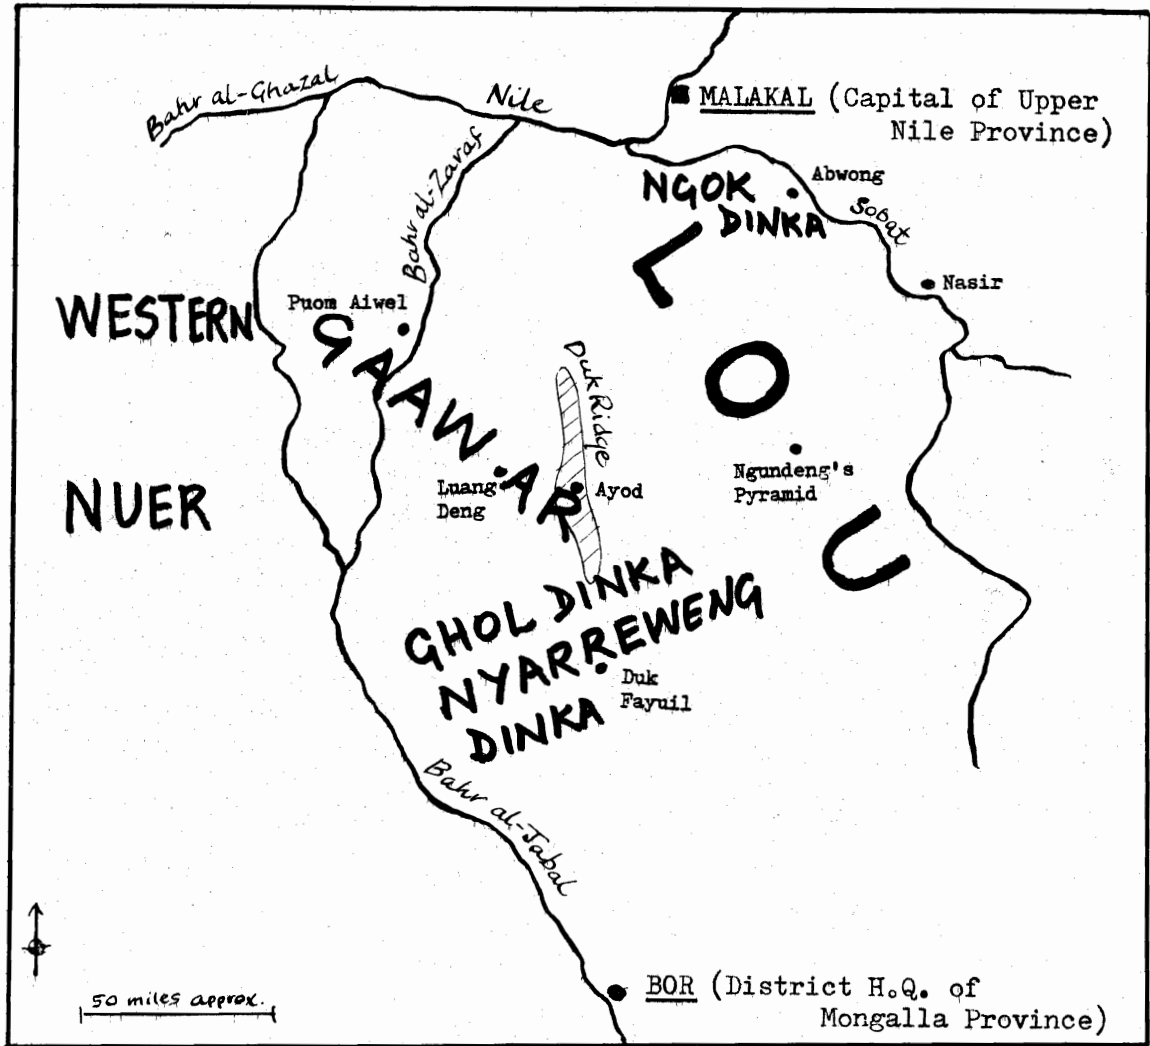 Bahr al-Ghazal
Nile
MALAKAL (Capital of Upper
Nile Province)
Bahr al-Zaraf
NGOK
DINKA
Abwong
Sobat
Nasir
WESTERN
NUER
Puom Aiwel
GAAWAR
LOU
Duk Ridge
Luang
Deng
Ayod
Ngundeng's
Pyramid
GHOL DINKA
NYARREWENG
DINKA
Duk
Fayuil
Bahr al-Jabal
50 miles approx.
BOR (District H.Q. of
Mongalla Province)